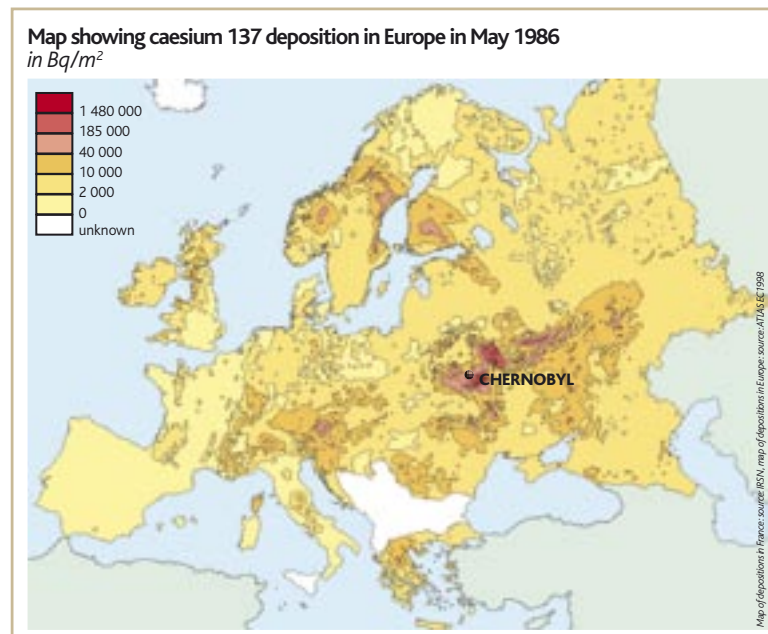 Map showing caesium 137 deposition in Europe in May 1986
in Bq/m²
1 480 000
185 000
40 000
10 000
2 000
0
unknown
CHERNOBYL
Map of depositions in France: source: IRSN, map of depositions in Europe: source: ATLAS EC 1998